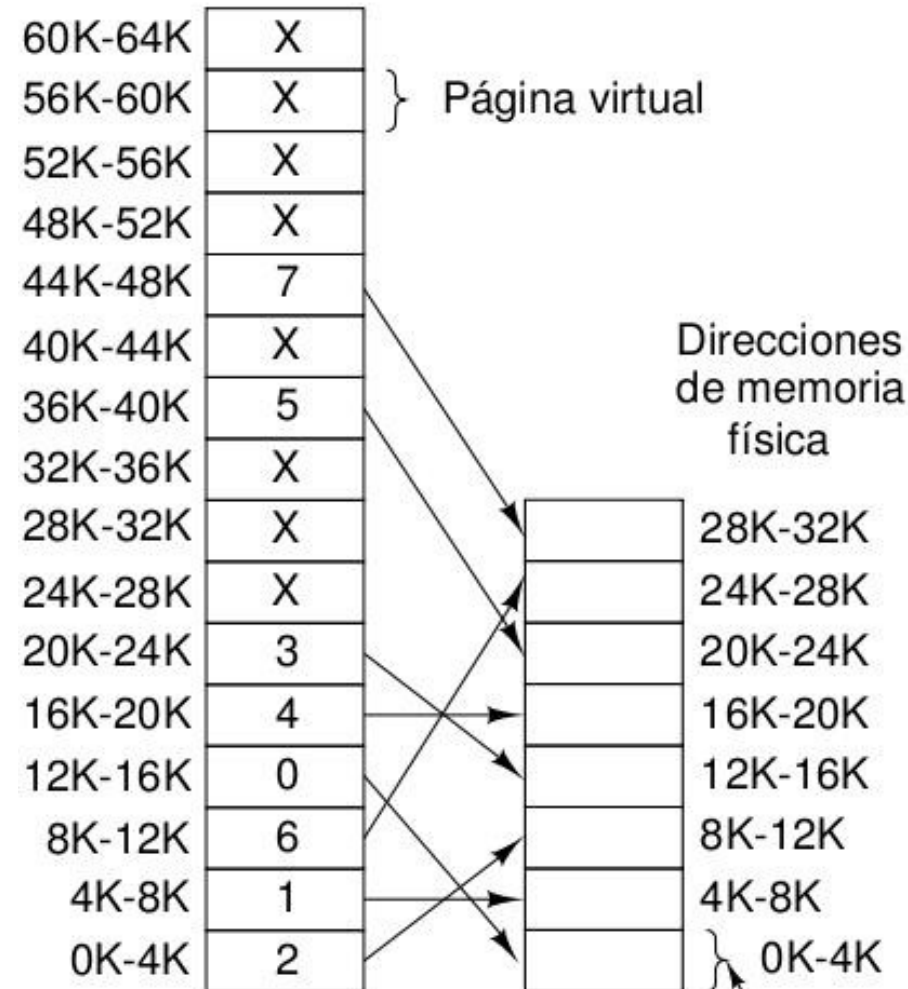 60K-64K X
56K-60K X Página virtual
52K-56K X
48K-52K X
44K-48K 7
40K-44K X
36K-40K 5
32K-36K X
28K-32K X
24K-28K X
20K-24K 3
16K-20K 4
12K-16K 0
8K-12K 6
4K-8K 1
0K-4K 2
Direcciones
de memoria
física
28K-32K
24K-28K
20K-24K
16K-20K
12K-16K
8K-12K
4K-8K
0K-4K